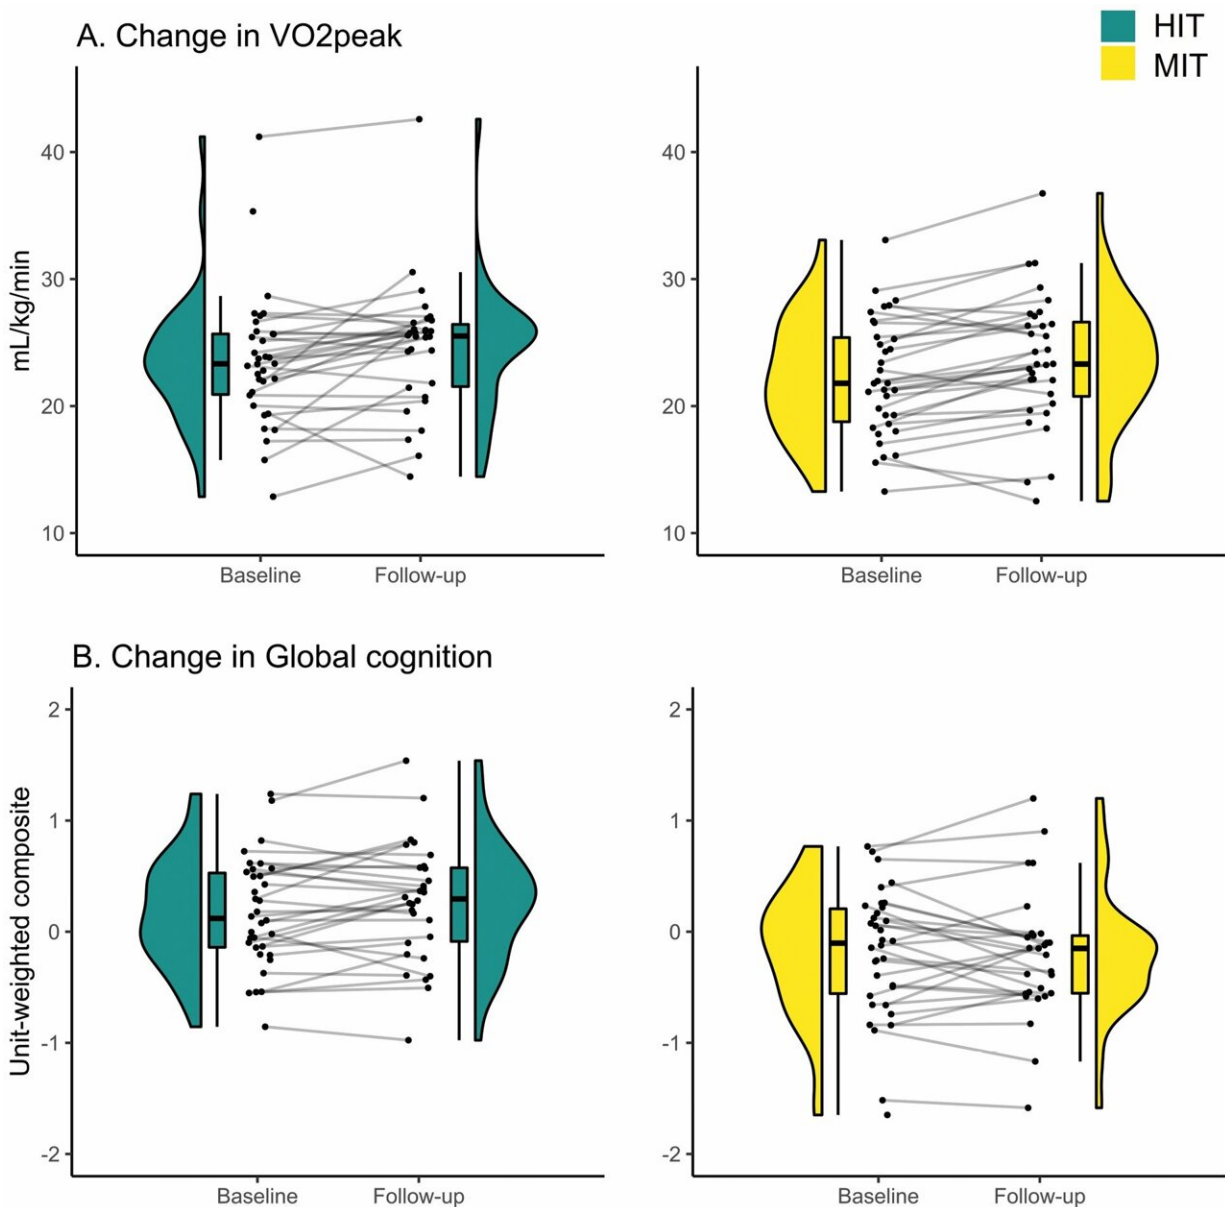 A. Change in VO2peak
HIT
MIT
mL/kg/min
40
30
20
10
Baseline
Follow-up
40
30
20
10
Baseline
Follow-up
B. Change in Global cognition
Unit-weighted composite
2
1
0
-1
-2
Baseline
Follow-up
2
1
0
-1
-2
Baseline
Follow-up